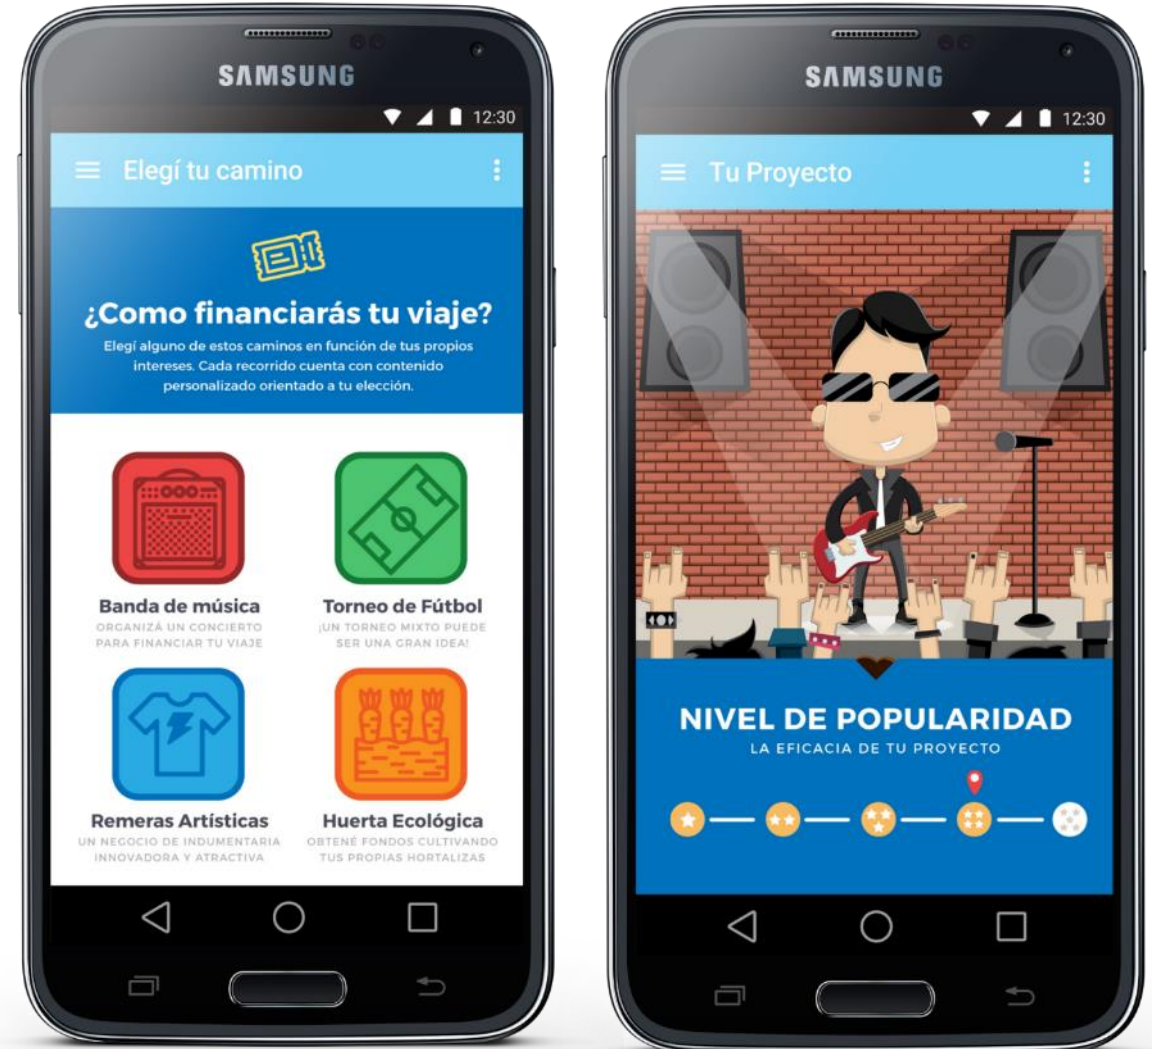 SAMSUNG
12:30
Elegí tu camino
¿Como financiarás tu viaje?
Elegí alguno de estos caminos en función de tus propios
intereses. Cada recorrido cuenta con contenido
personalizado orientado a tu elección.
Banda de música
ORGANIZÁ UN CONCIERTO
PARA FINANCIAR TU VIAJE
Torneo de Fútbol
¡UN TORNEO MIXTO PUEDE
SER UNA GRAN IDEA!
Remeras Artísticas
UN NEGOCIO DE INDUMENTARIA
INNOVADORA Y ATRACTIVA
Huerta Ecológica
OBTENÉ FONDOS CULTIVANDO
TUS PROPIAS HORTALIZAS
SAMSUNG
12:30
Tu Proyecto
NIVEL DE POPULARIDAD
LA EFICACIA DE TU PROYECTO